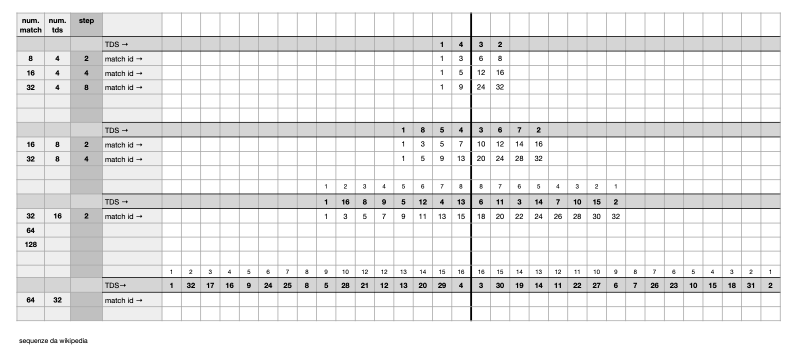 num. match num. tds step
TDS → 1 4 3 2
8 4 2 match id → 1 3 6 8
16 4 4 match id → 1 5 12 16
32 4 8 match id → 1 9 24 32
TDS → 1 8 5 4 3 6 7 2
16 8 2 match id → 1 3 5 7 10 12 14 16
32 8 4 match id → 1 5 9 13 20 24 28 32
1 2 3 4 5 6 7 8 8 7 6 5 4 3 2 1
TDS → 1 16 8 9 5 12 4 13 6 11 3 14 7 10 15 2
32 16 2 match id → 1 3 5 7 9 11 13 15 18 20 22 24 26 28 30 32
64
128
1 2 3 4 5 6 7 8 9 10 12 12 13 14 15 16 16 15 14 13 12 11 10 9 8 7 6 5 4 3 2 1
TDS→ 1 32 17 16 9 24 25 8 5 28 21 12 13 20 29 4 3 30 19 14 11 22 27 6 7 26 23 10 15 18 31 2
64 32 match id →
sequenze da wikipedia